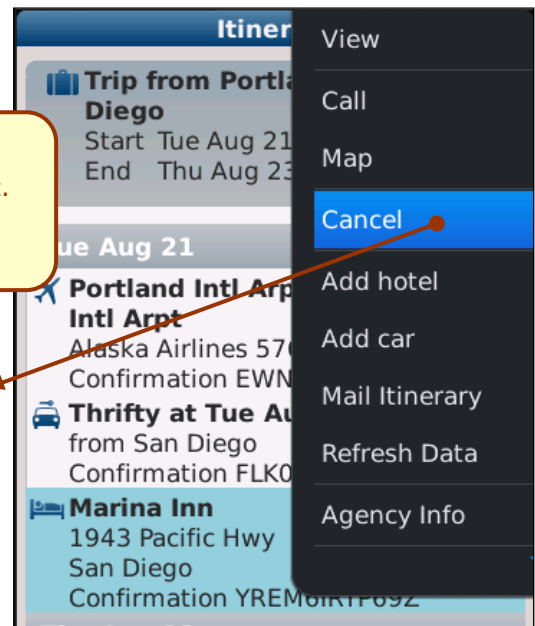 Itiner
Trip from Portla
Diego
Start Tue Aug 21
End Thu Aug 23
ue Aug 21
Portland Intl Arp
Intl Arpt
Alaska Airlines 57
Confirmation EWN
Thrifty at Tue Au
from San Diego
Confirmation FLK0
Marina Inn
1943 Pacific Hwy
San Diego
Confirmation
View
Call
Map
Cancel
Add hotel
Add car
Mail Itinerary
Refresh Data
Agency Info